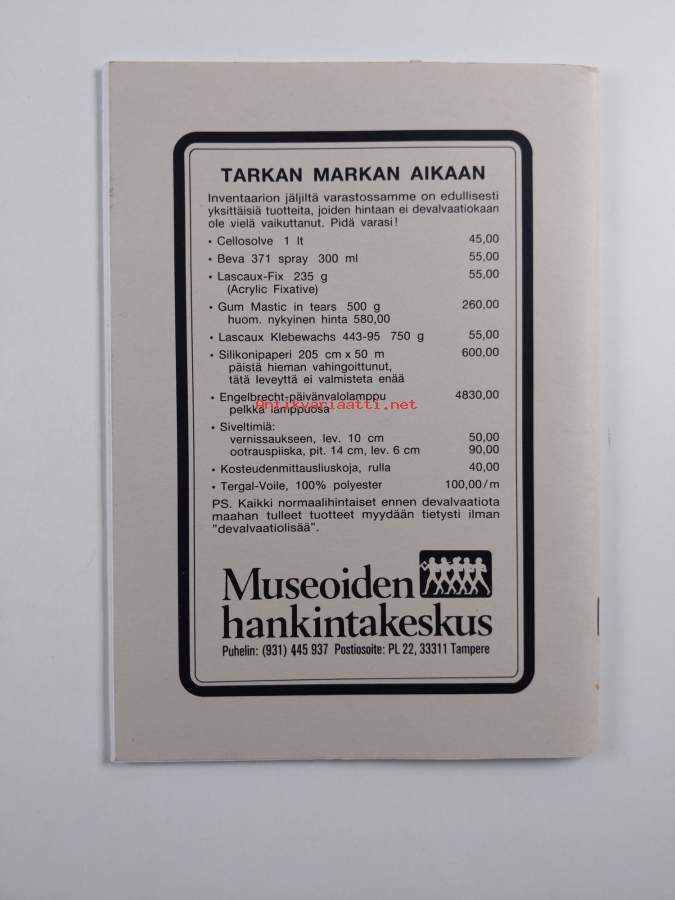 TARKAN MARKAN AIKAAN
Inventaarion jäljiltä varastossamme on edullisesti
yksittäisiä tuotteita, joiden hintaan ei devalvaatiokaan
ole vielä vaikuttanut. Pidä varasi!
• Cellosolve 1 lt 45,00
• Beva 371 spray 300 ml 55,00
• Lascaux-Fix 235 g 55,00
(Acrylic Fixative)
• Gum Mastic in tears 500 g 260,00
huom. nykyinen hinta 580,00
• Lascaux Klebewachs 443-95 750 g 55,00
• Silikonipaperi 205 cm x 50 m 600,00
päistä hieman vahingoittunut,
tätä leveyttä ei valmisteta enää
• Engelbrecht-päivänvalolamppu 4830,00
Antikvariaatti.net
pelkkä lamppuosa
• Siveltimiä:
vernissaukseen, lev. 10 cm 50,00
ootrauspiiska, pit. 14 cm, lev. 6 cm 90,00
• Kosteudenmittausliuskoja, rulla 40,00
• Tergal-Voile, 100% polyester 100,00/m
PS. Kaikki normaalihintaiset ennen devalvaatiota
maahan tulleet tuotteet myydään tietysti ilman
"devalvaatiolisää".
Museoiden
hankintakeskus
Puhelin: (931) 445 937 Postiosoite: PL 22, 33311 Tampere